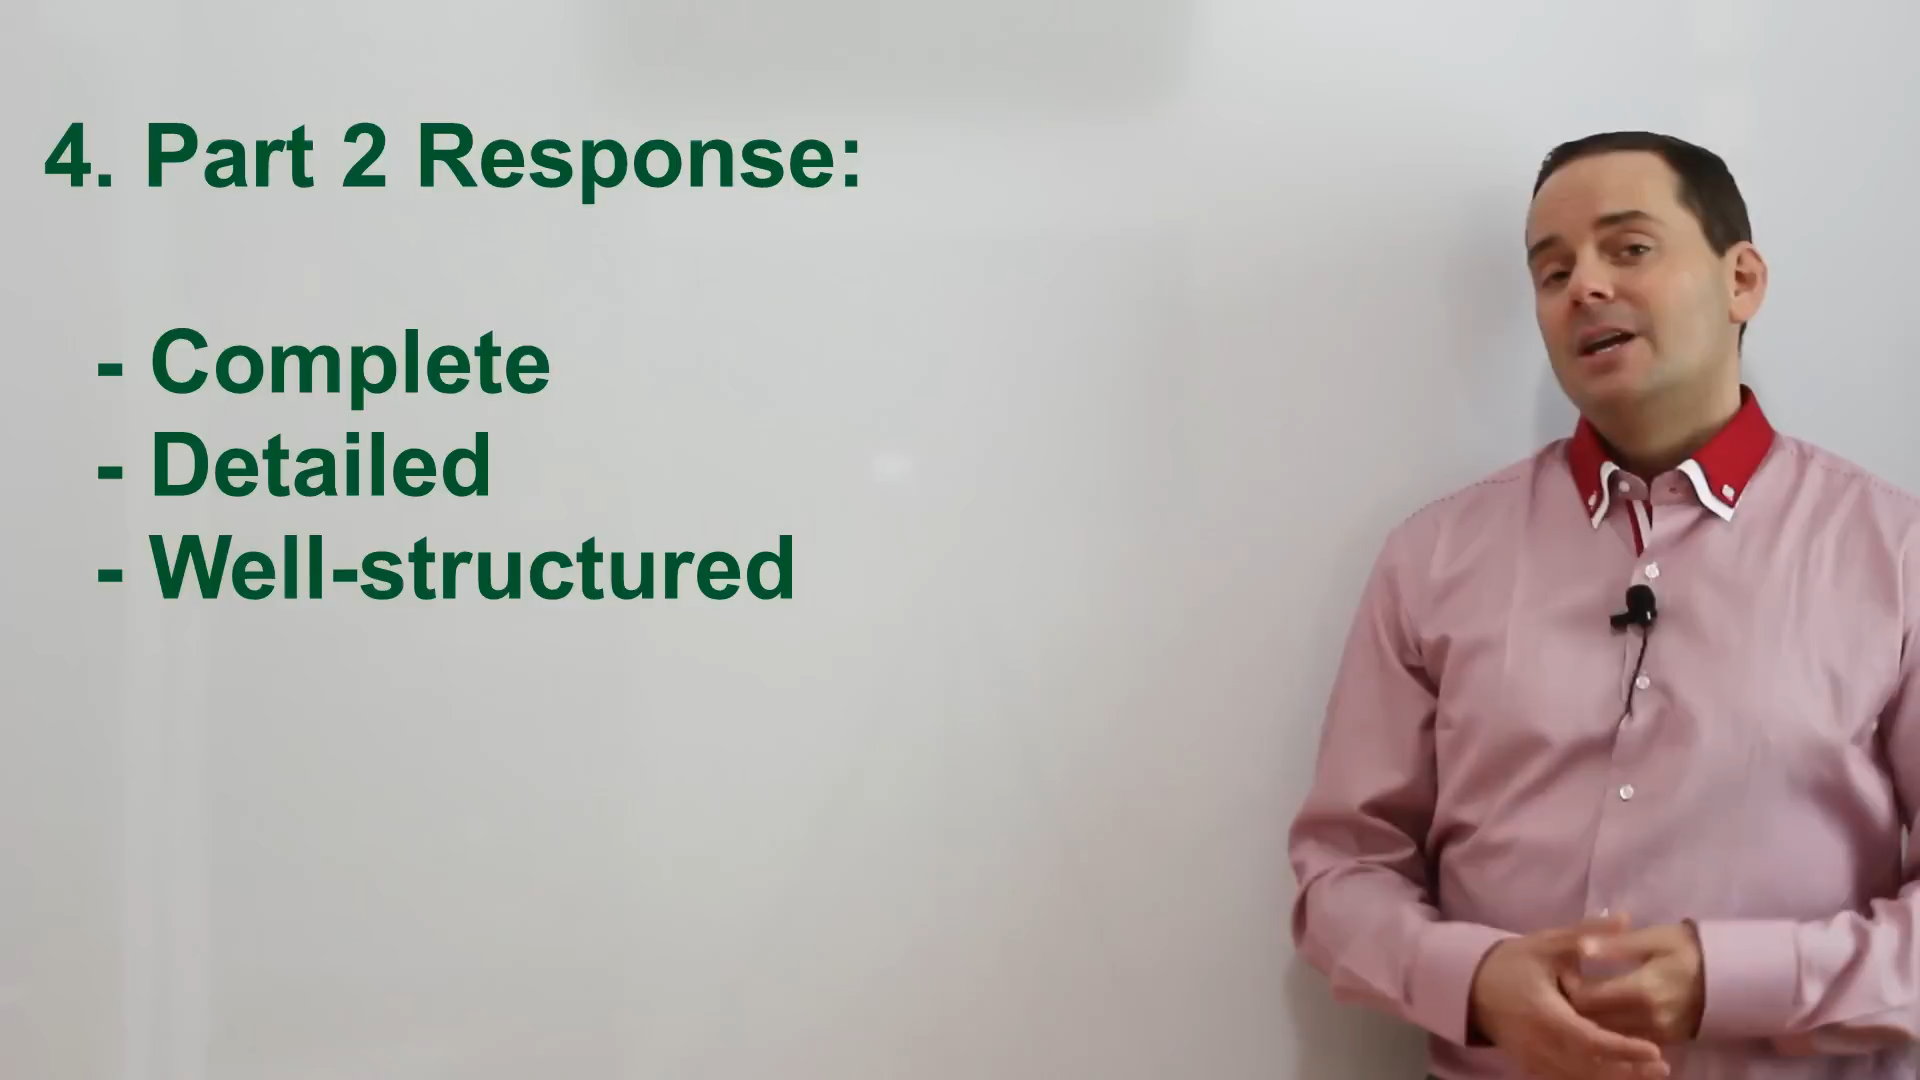 4. Part 2 Response:
- Complete
- Detailed
- Well-structured